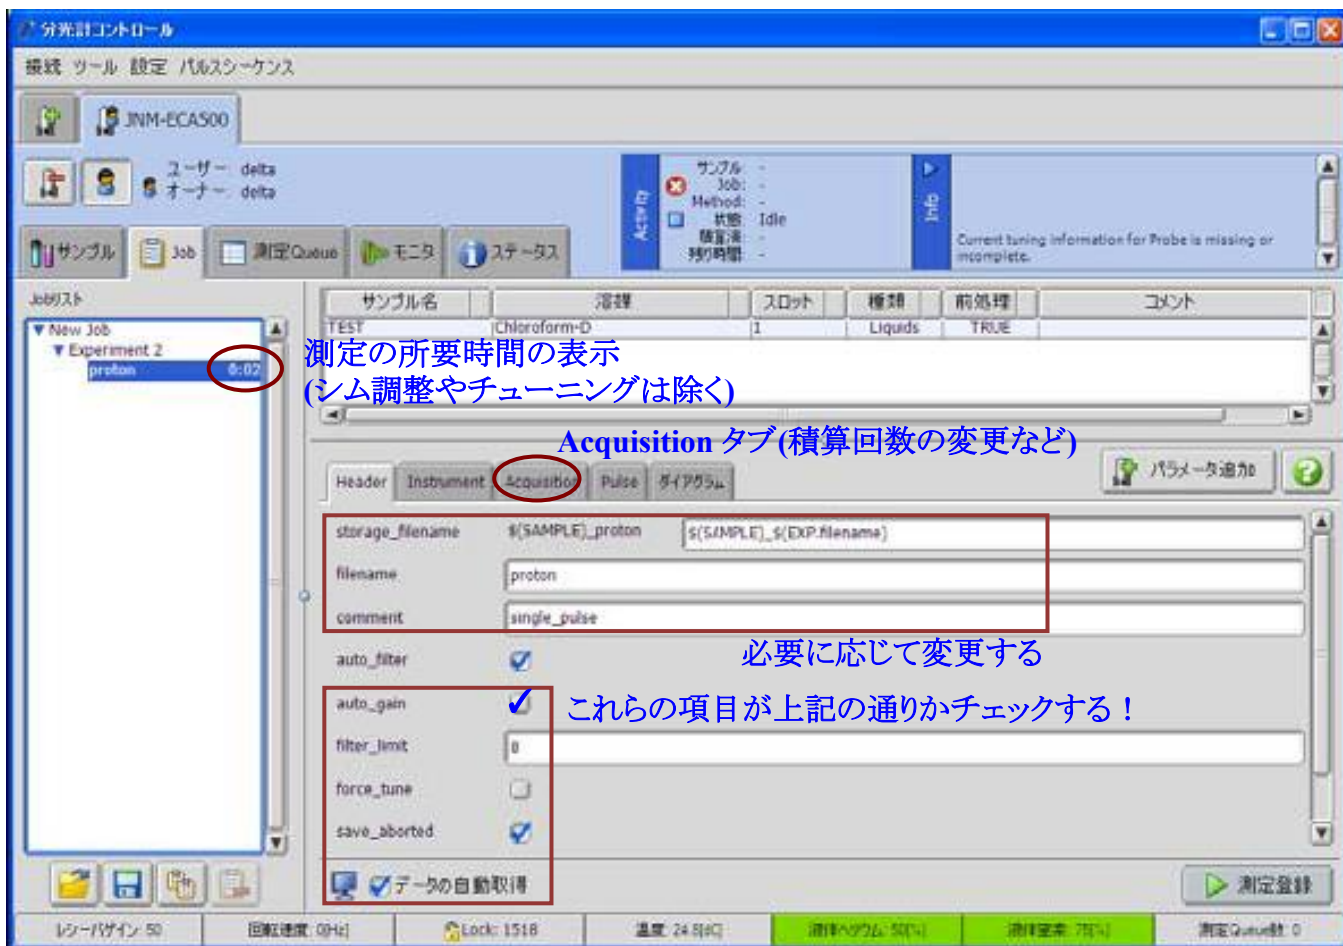 分光計コントロール
接続 ツール 設定 パルスシーケンス
JNM-ECA500
ユーザー: delta
オーナー: delta
Activity
サンプル: -
Job: -
Method: -
状態: Idle
積算済: -
残り時間: -
Info
Current tuning information for Probe is missing or
incomplete.
サンプル Job 測定Queue モニタ ステータス
Jobリスト
New Job
Experiment 2
proton 0:02
サンプル名 溶媒 スロット 種類 前処理 コメント
TEST Chloroform-D 1 Liquids TRUE
測定の所要時間の表示
(シム調整やチューニングは除く)
Acquisition タブ(積算回数の変更など)
Header Instrument Acquisition Pulse ダイアグラム
パラメータ追加
storage_filename $(SAMPLE)_proton $(SAMPLE)_$(EXP.filename)
filename proton
comment single_pulse
必要に応じて変更する
auto_filter
auto_gain
これらの項目が上記の通りかチェックする！
filter_limit 8
force_tune
save_aborted
データの自動取得
測定登録
レシーバゲイン: 50 回転速度: 0[Hz] Lock: 1518 温度: 24.5[dC] 液体ヘリウム: 50[%] 液体窒素: 75[%] 測定Queue数: 0